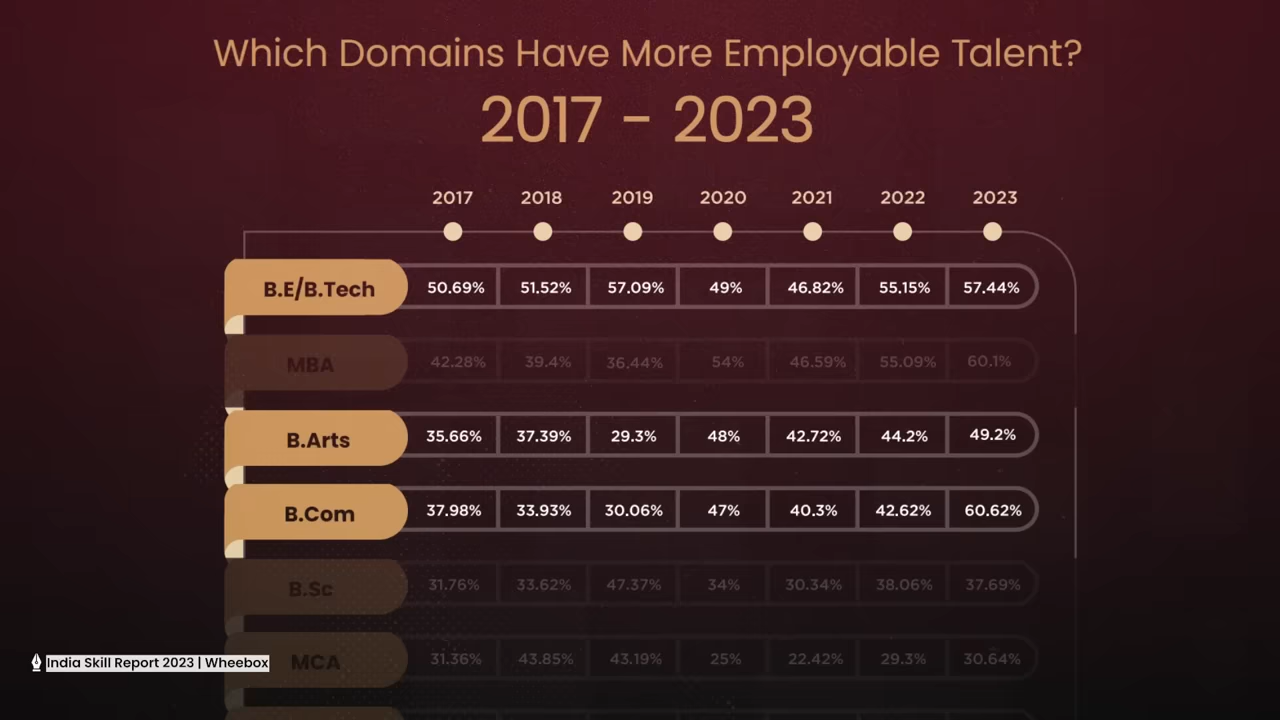 Which Domains Have More Employable Talent?
2017 - 2023
2017 2018 2019 2020 2021 2022 2023
B.E/B.Tech 50.69% 51.52% 57.09% 49% 46.82% 55.15% 57.44%
MBA 42.28% 39.4% 36.44% 54% 46.59% 55.09% 60.1%
B.Arts 35.66% 37.39% 29.3% 48% 42.72% 44.2% 49.2%
B.Com 37.98% 33.93% 30.06% 47% 40.3% 42.62% 60.62%
B.Sc 31.76% 33.62% 47.37% 34% 30.34% 38.06% 37.69%
MCA 31.36% 43.85% 43.19% 25% 22.42% 29.3% 30.64%
India Skill Report 2023 | Wheebox